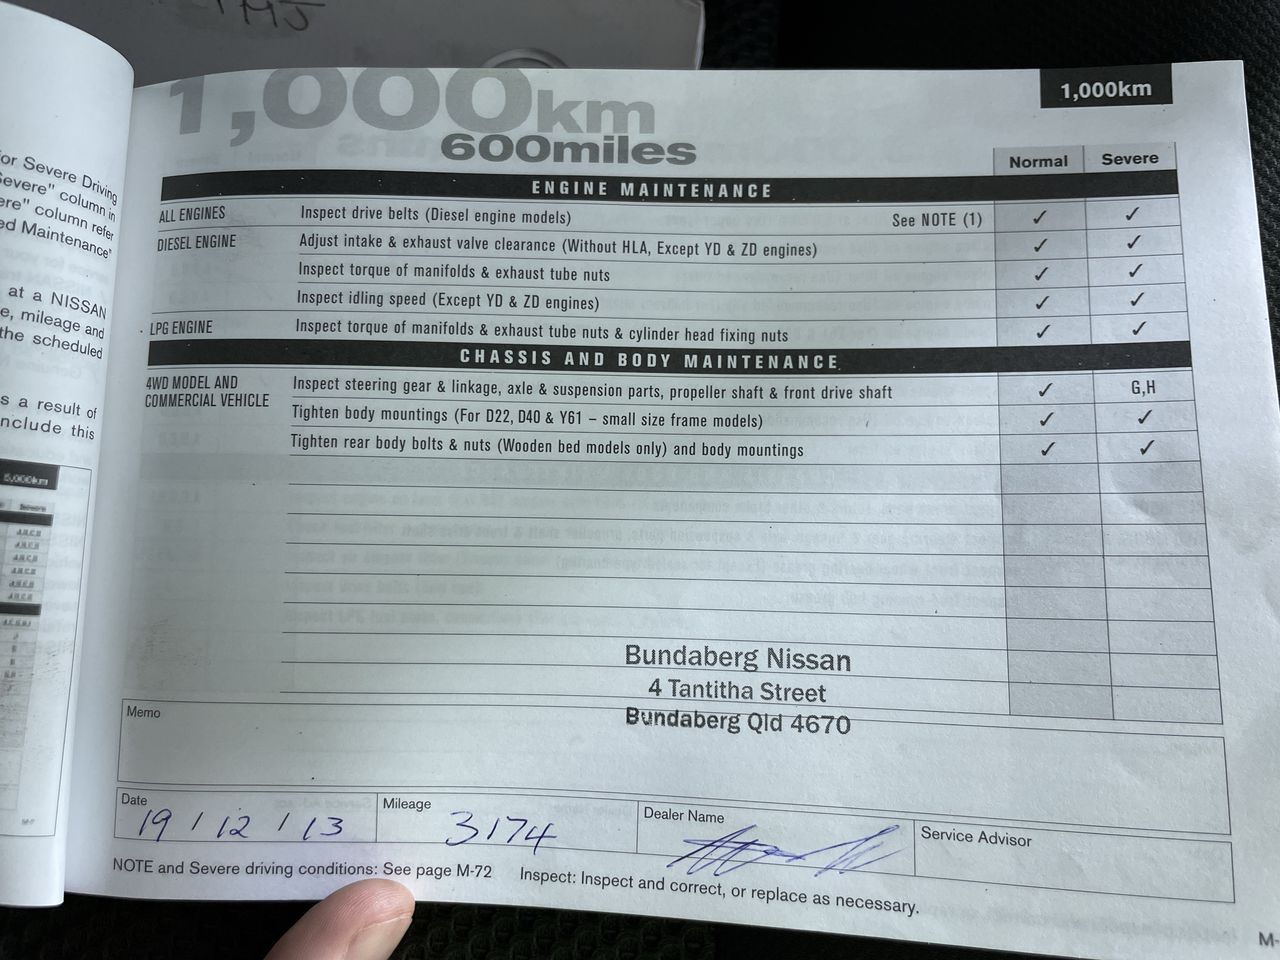 1,000km
600miles
1,000km
Normal Severe
ENGINE MAINTENANCE
ALL ENGINES Inspect drive belts (Diesel engine models) See NOTE (1) ✓ ✓
DIESEL ENGINE Adjust intake & exhaust valve clearance (Without HLA, Except YD & ZD engines) ✓ ✓
Inspect torque of manifolds & exhaust tube nuts ✓ ✓
Inspect idling speed (Except YD & ZD engines) ✓ ✓
LPG ENGINE Inspect torque of manifolds & exhaust tube nuts & cylinder head fixing nuts ✓ ✓
CHASSIS AND BODY MAINTENANCE
4WD MODEL AND
COMMERCIAL VEHICLE
Inspect steering gear & linkage, axle & suspension parts, propeller shaft & front drive shaft ✓ G,H
Tighten body mountings (For D22, D40 & Y61 – small size frame models) ✓ ✓
Tighten rear body bolts & nuts (Wooden bed models only) and body mountings ✓ ✓
Bundaberg Nissan
4 Tantitha Street
Bundaberg Qld 4670
Memo
Date 19 / 12 / 13
Mileage 3174
Dealer Name
Service Advisor
NOTE and Severe driving conditions: See page M-72 Inspect: Inspect and correct, or replace as necessary.
M-
or Severe Driving
evere" column in
ere" column refer
ed Maintenance"
at a NISSAN
e, mileage and
the scheduled
s a result of
nclude this
5,000km